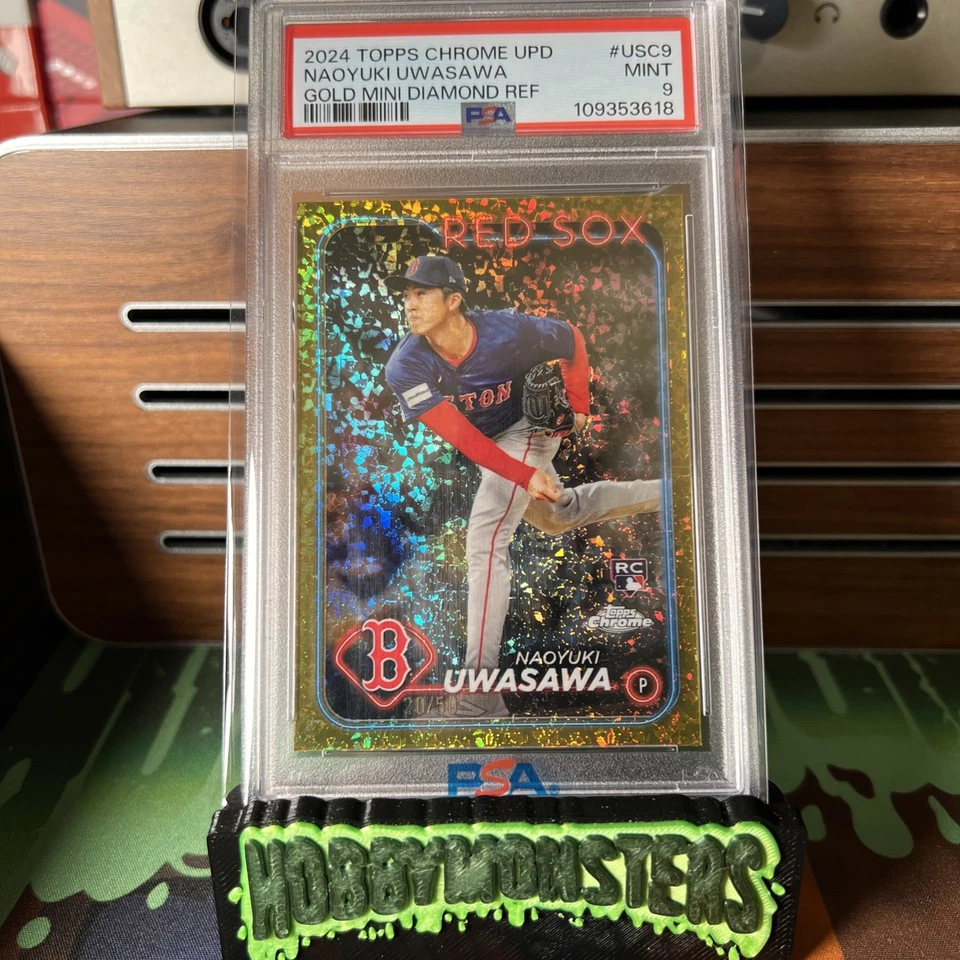 2024 TOPPS CHROME UPD #USC9
NAOYUKI UWASAWA MINT
GOLD MINI DIAMOND REF 9
PSA 109353618
RED SOX
STON
RC
Topps
Chrome
B
NAOYUKI
UWASAWA P
20/50
PSA
HOBBYMONSTERS